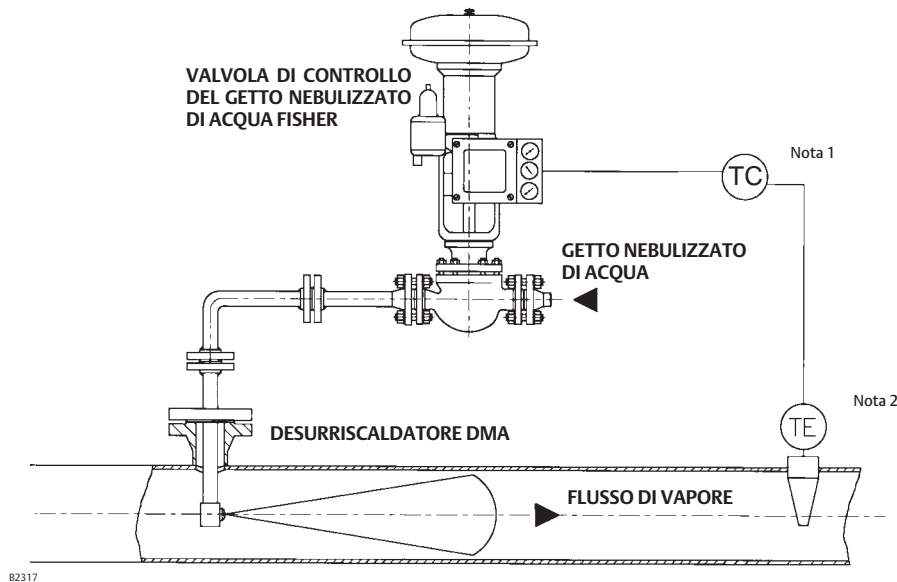 VALVOLA DI CONTROLLO
DEL GETTO NEBULIZZATO
DI ACQUA FISHER
TC
Nota 1
GETTO NEBULIZZATO
DI ACQUA
Nota 2
TE
DESURRISCALDATORE DMA
FLUSSO DI VAPORE
B2317